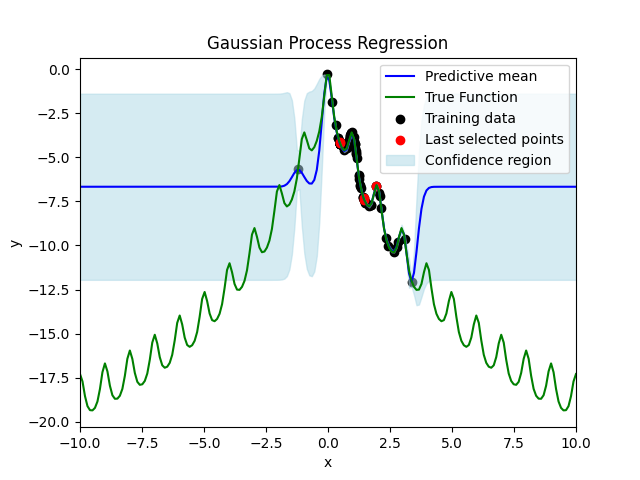 Gaussian Process Regression
Predictive mean
True Function
Training data
Last selected points
Confidence region
y
0.0
−2.5
−5.0
−7.5
−10.0
−12.5
−15.0
−17.5
−20.0
−10.0 −7.5 −5.0 −2.5 0.0 2.5 5.0 7.5 10.0
x